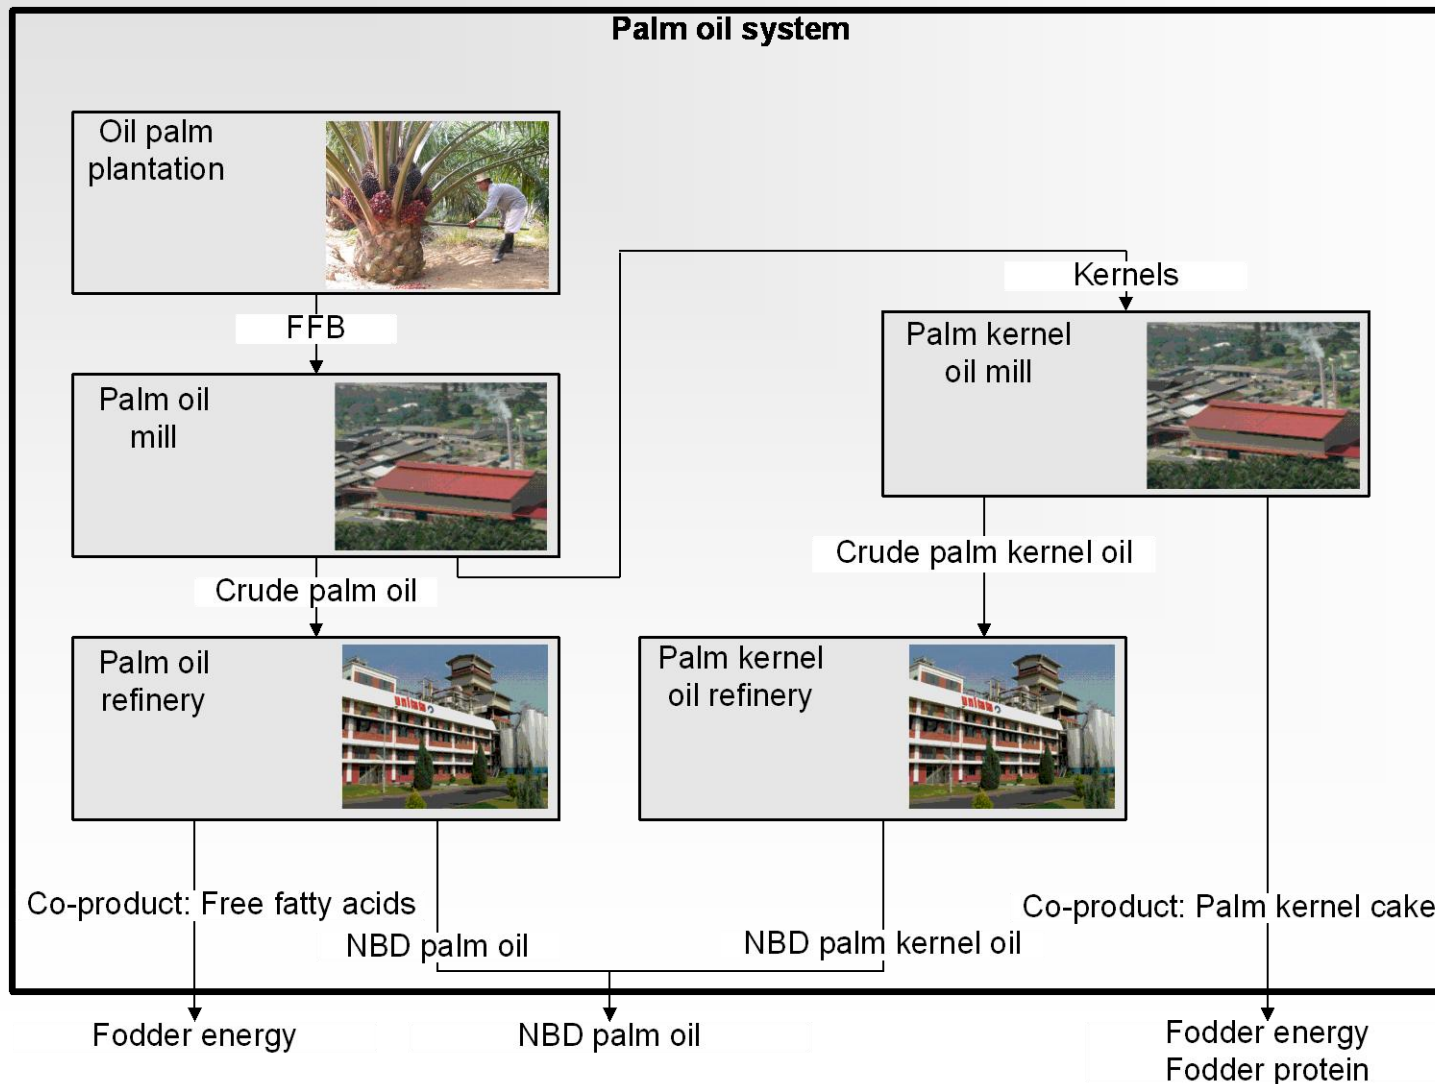 Palm oil system
Oil palm
plantation
FFB
Kernels
Palm kernel
oil mill
Palm oil
mill
Crude palm kernel oil
Crude palm oil
Palm oil
refinery
Palm kernel
oil refinery
Co-product: Free fatty acids
Co-product: Palm kernel cake
NBD palm oil
NBD palm kernel oil
Fodder energy
NBD palm oil
Fodder energy
Fodder protein